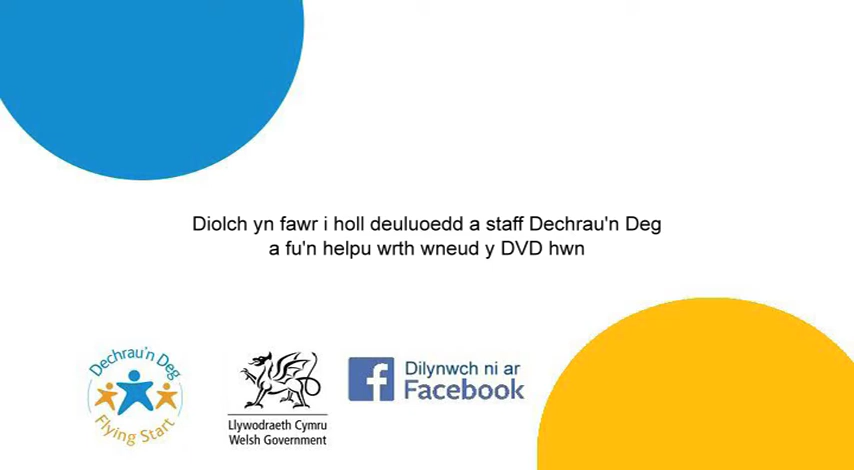 Diolch yn fawr i holl deuluoedd a staff Dechrau'n Deg
a fu'n helpu wrth wneud y DVD hwn
Dechrau'n Deg
Flying Start
Llywodraeth Cymru
Welsh Government
Dilynwch ni ar
Facebook